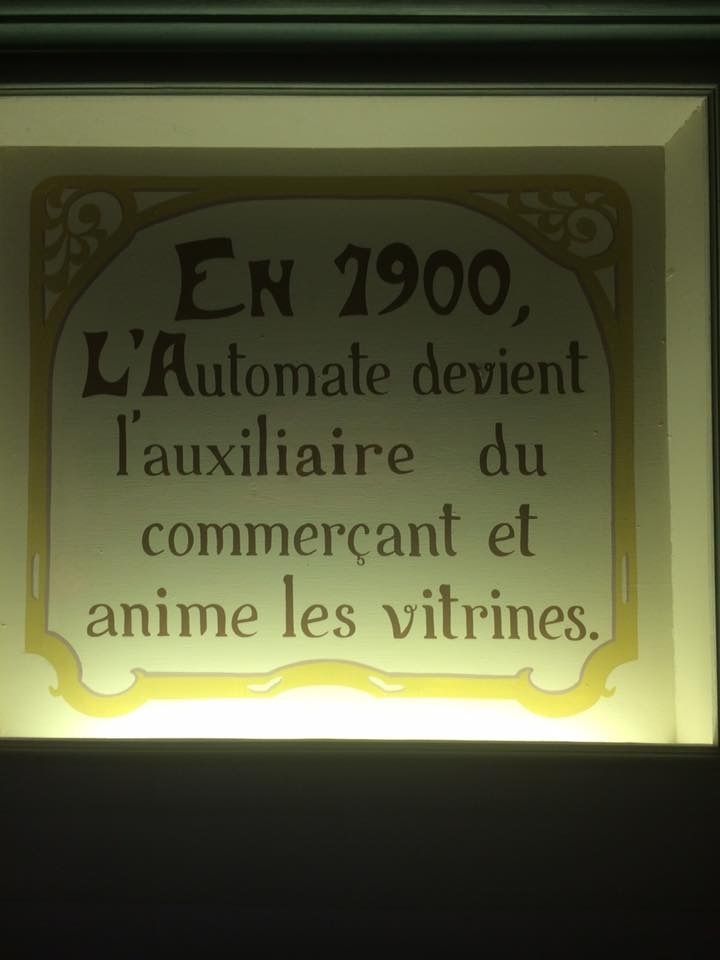 En 1900,
L'Automate devient
l'auxiliaire du
commerçant et
anime les vitrines.